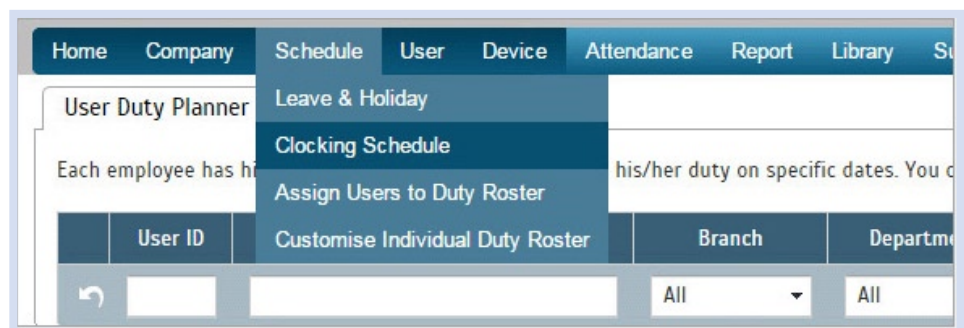 Home Company Schedule User Device Attendance Report Library
User Duty Planner
Leave & Holiday
Clocking Schedule
Each employee has his/her duty on specific dates. You
Assign Users to Duty Roster
User ID Branch
Customise Individual Duty Roster
All All